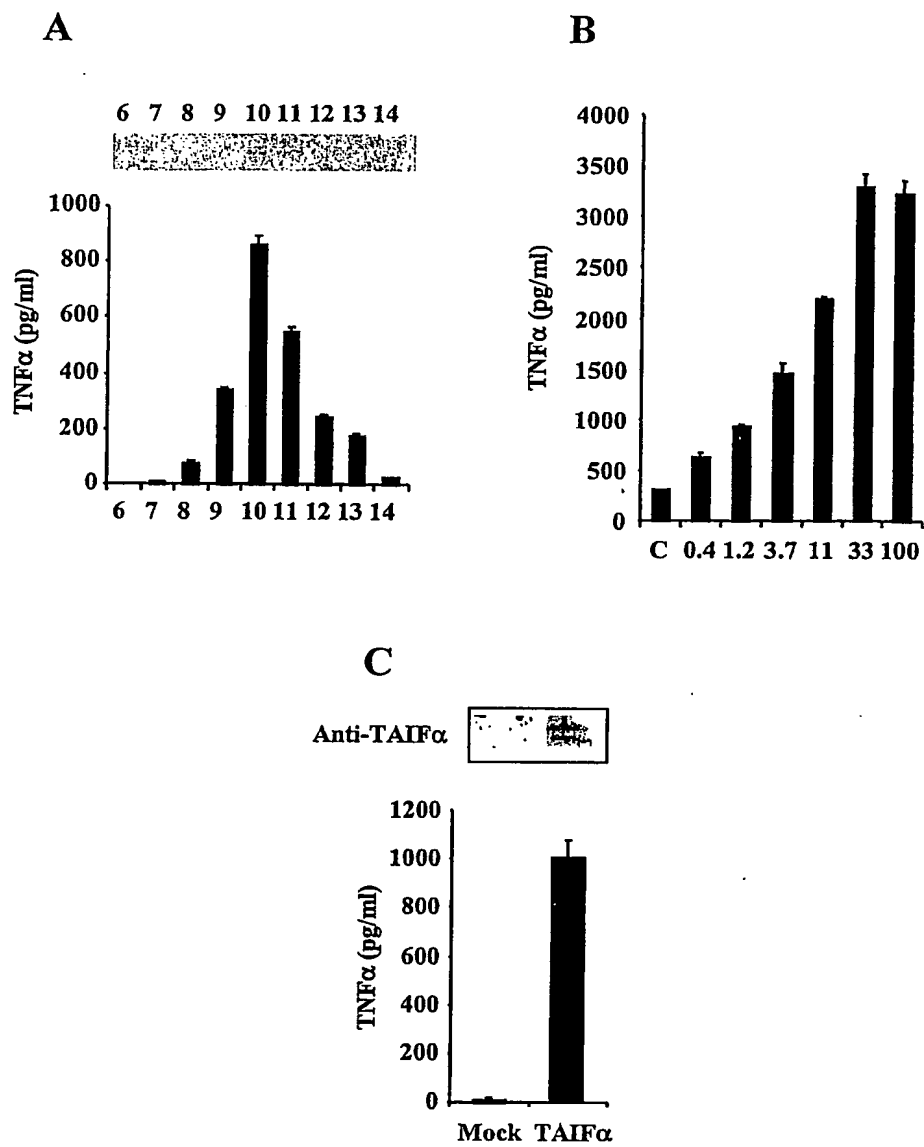 A
6 7 8 9 10 11 12 13 14
1000
800
600
400
200
0
TNFα (pg/ml)
6 7 8 9 10 11 12 13 14
B
4000
3500
3000
2500
2000
1500
1000
500
0
TNFα (pg/ml)
C 0.4 1.2 3.7 11 33 100
C
Anti-TAIFα
1200
1000
800
600
400
200
0
TNFα (pg/ml)
Mock TAIFα